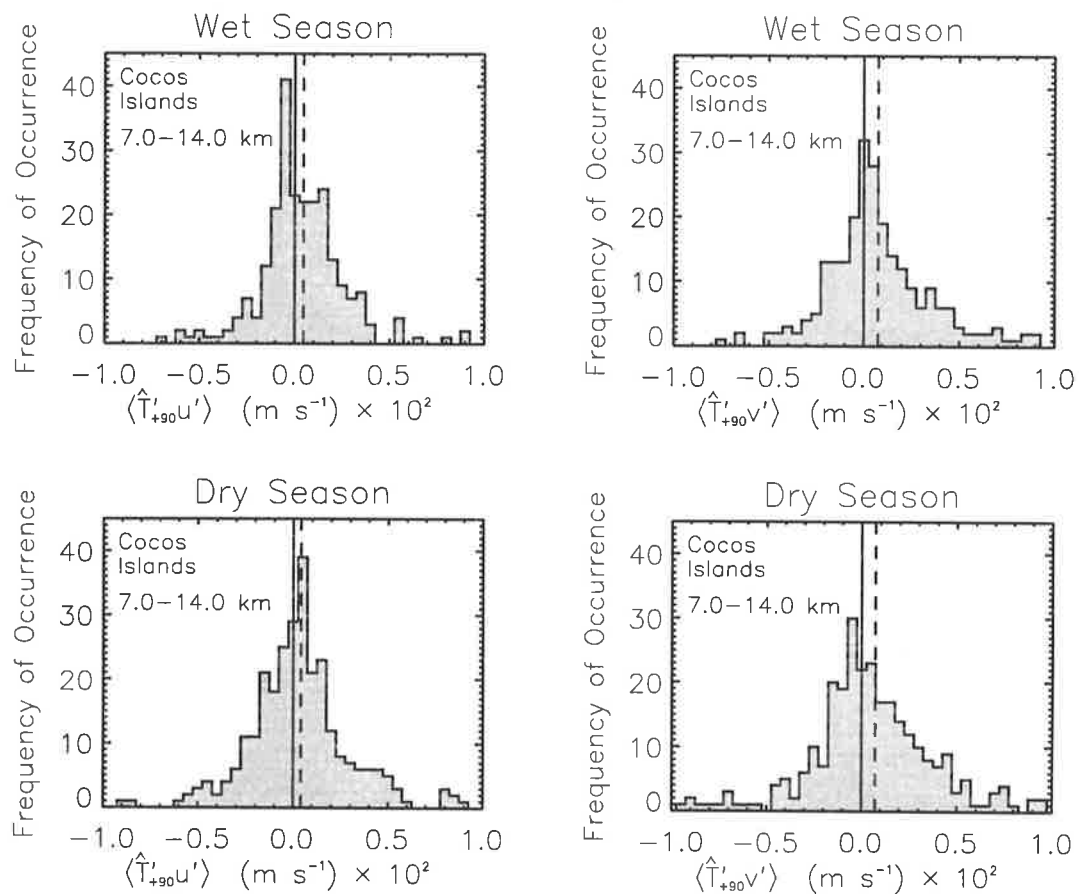 Wet Season
Frequency of Occurrence
Cocos
Islands
7.0−14.0 km
40
30
20
10
0
−1.0 −0.5 0.0 0.5 1.0
⟨T̂′₊₉₀u′⟩ (m s⁻¹) × 10²
Wet Season
Frequency of Occurrence
Cocos
Islands
7.0−14.0 km
40
30
20
10
0
−1.0 −0.5 0.0 0.5 1.0
⟨T̂′₊₉₀v′⟩ (m s⁻¹) × 10²
Dry Season
Frequency of Occurrence
Cocos
Islands
7.0−14.0 km
40
30
20
10
0
−1.0 −0.5 0.0 0.5 1.0
⟨T̂′₊₉₀u′⟩ (m s⁻¹) × 10²
Dry Season
Frequency of Occurrence
Cocos
Islands
7.0−14.0 km
40
30
20
10
0
−1.0 −0.5 0.0 0.5 1.0
⟨T̂′₊₉₀v′⟩ (m s⁻¹) × 10²